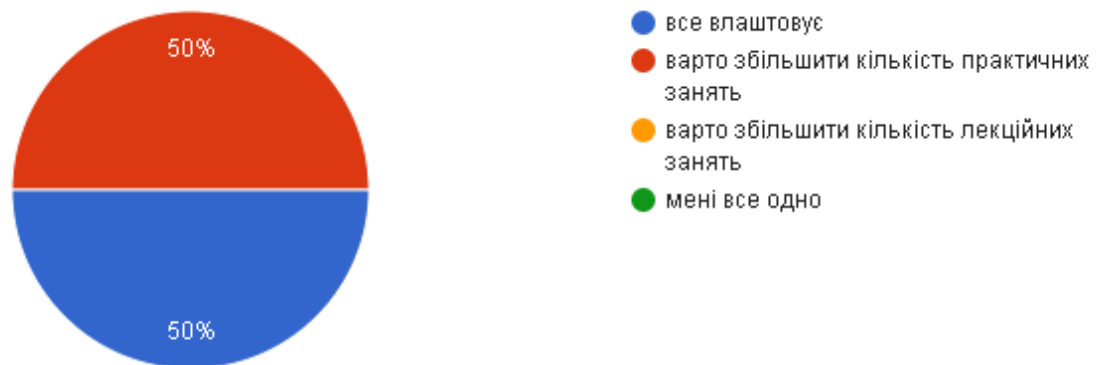 50%
50%
все влаштовує
варто збільшити кількість практичних
занять
варто збільшити кількість лекційних
занять
мені все одно